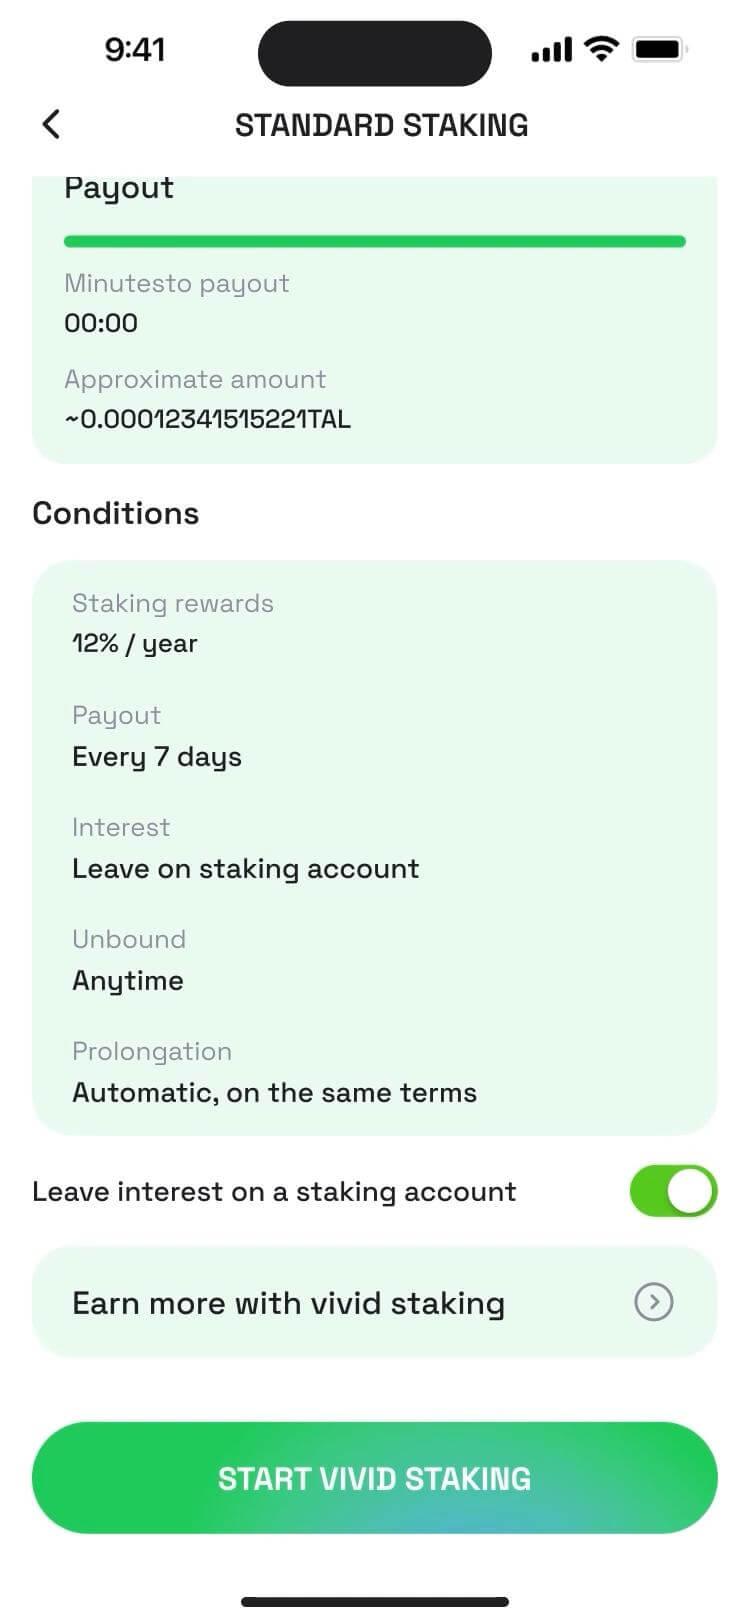 9:41
STANDARD STAKING
Payout
Minutesto payout
00:00
Approximate amount
~0.00012341515221TAL
Conditions
Staking rewards
12% / year
Payout
Every 7 days
Interest
Leave on staking account
Unbound
Anytime
Prolongation
Automatic, on the same terms
Leave interest on a staking account
Earn more with vivid staking
START VIVID STAKING